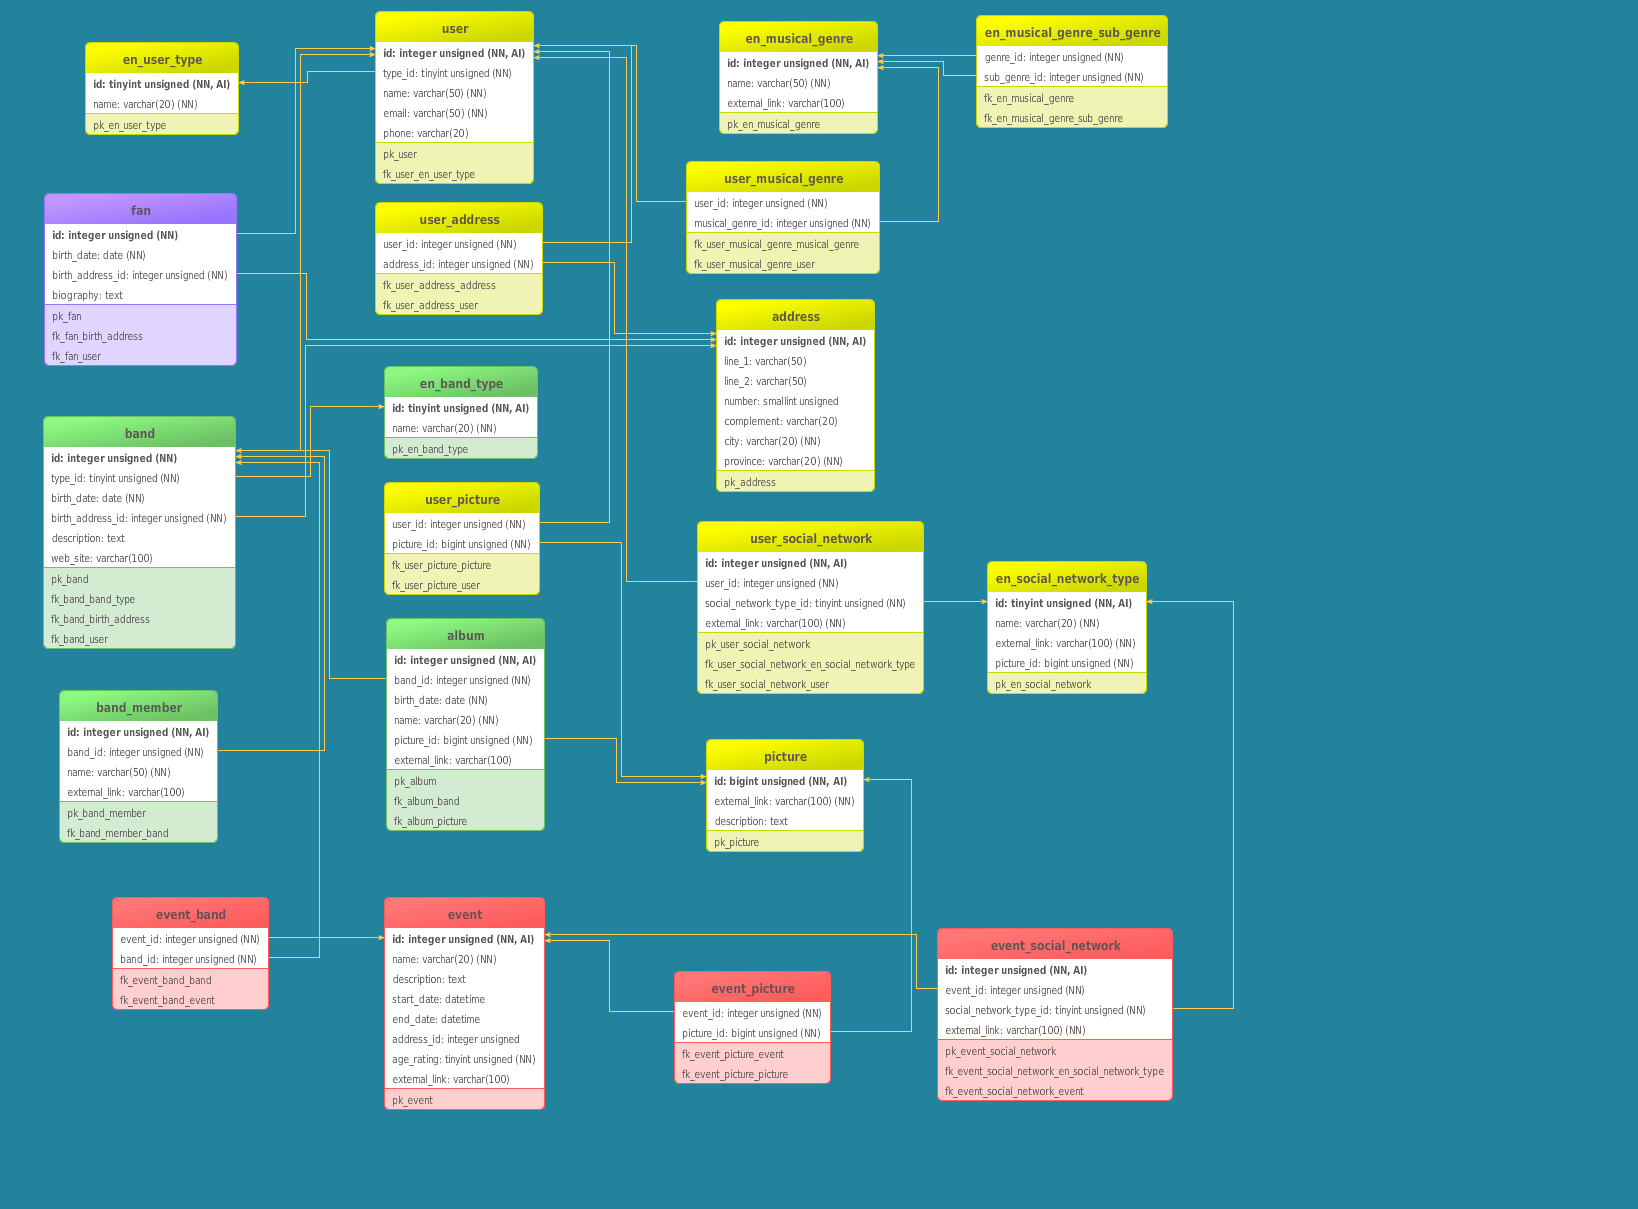 en_user_type
id: tinyint unsigned (NN, AI)
name: varchar(20) (NN)
pk_en_user_type
user
id: integer unsigned (NN, AI)
type_id: tinyint unsigned (NN)
name: varchar(50) (NN)
email: varchar(50) (NN)
phone: varchar(20)
pk_user
fk_user_en_user_type
en_musical_genre
id: integer unsigned (NN, AI)
name: varchar(50) (NN)
external_link: varchar(100)
pk_en_musical_genre
en_musical_genre_sub_genre
genre_id: integer unsigned (NN)
sub_genre_id: integer unsigned (NN)
fk_en_musical_genre
fk_en_musical_genre_sub_genre
fan
id: integer unsigned (NN)
birth_date: date (NN)
birth_address_id: integer unsigned (NN)
biography: text
pk_fan
fk_fan_birth_address
fk_fan_user
user_address
user_id: integer unsigned (NN)
address_id: integer unsigned (NN)
fk_user_address_address
fk_user_address_user
user_musical_genre
user_id: integer unsigned (NN)
musical_genre_id: integer unsigned (NN)
fk_user_musical_genre_musical_genre
fk_user_musical_genre_user
address
id: integer unsigned (NN, AI)
line_1: varchar(50)
line_2: varchar(50)
number: smallint unsigned
complement: varchar(20)
city: varchar(20) (NN)
province: varchar(20) (NN)
pk_address
en_band_type
id: tinyint unsigned (NN, AI)
name: varchar(20) (NN)
pk_en_band_type
band
id: integer unsigned (NN)
type_id: tinyint unsigned (NN)
birth_date: date (NN)
birth_address_id: integer unsigned (NN)
description: text
web_site: varchar(100)
pk_band
fk_band_band_type
fk_band_birth_address
fk_band_user
user_picture
user_id: integer unsigned (NN)
picture_id: bigint unsigned (NN)
fk_user_picture_picture
fk_user_picture_user
user_social_network
id: integer unsigned (NN, AI)
user_id: integer unsigned (NN)
social_network_type_id: tinyint unsigned (NN)
external_link: varchar(100) (NN)
pk_user_social_network
fk_user_social_network_en_social_network_type
fk_user_social_network_user
en_social_network_type
id: tinyint unsigned (NN, AI)
name: varchar(20) (NN)
external_link: varchar(100) (NN)
picture_id: bigint unsigned (NN)
pk_en_social_network
album
id: integer unsigned (NN, AI)
band_id: integer unsigned (NN)
birth_date: date (NN)
name: varchar(20) (NN)
picture_id: bigint unsigned (NN)
external_link: varchar(100)
pk_album
fk_album_band
fk_album_picture
band_member
id: integer unsigned (NN, AI)
band_id: integer unsigned (NN)
name: varchar(50) (NN)
external_link: varchar(100)
pk_band_member
fk_band_member_band
picture
id: bigint unsigned (NN, AI)
external_link: varchar(100) (NN)
description: text
pk_picture
event_band
event_id: integer unsigned (NN)
band_id: integer unsigned (NN)
fk_event_band_band
fk_event_band_event
event
id: integer unsigned (NN, AI)
name: varchar(20) (NN)
description: text
start_date: datetime
end_date: datetime
address_id: integer unsigned
age_rating: tinyint unsigned (NN)
external_link: varchar(100)
pk_event
event_picture
event_id: integer unsigned (NN)
picture_id: bigint unsigned (NN)
fk_event_picture_event
fk_event_picture_picture
event_social_network
id: integer unsigned (NN, AI)
event_id: integer unsigned (NN)
social_network_type_id: tinyint unsigned (NN)
external_link: varchar(100) (NN)
pk_event_social_network
fk_event_social_network_en_social_network_type
fk_event_social_network_event